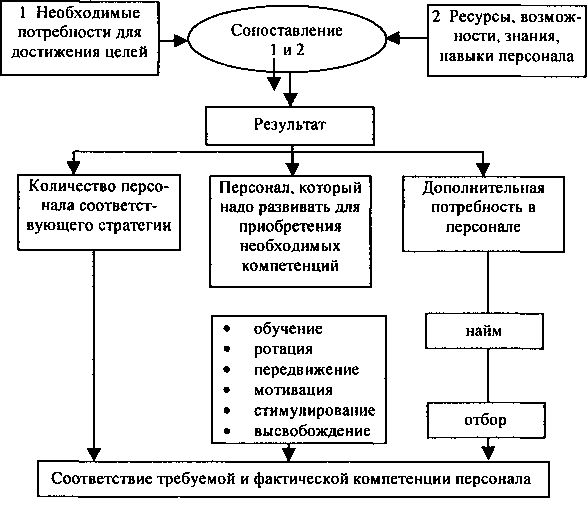 1 Необходимые
потребности для
достижения целей
Сопоставление
1 и 2
2 Ресурсы, возмож-
ности, знания,
навыки персонала
Результат
Количество персо-
нала соответст-
вующего стратегии
Персонал, который
надо развивать для
приобретения
необходимых
компетенций
Дополнительная
потребность в
персонале
• обучение
• ротация
• передвижение
• мотивация
• стимулирование
• высвобождение
найм
отбор
Соответствие требуемой и фактической компетенции персонала